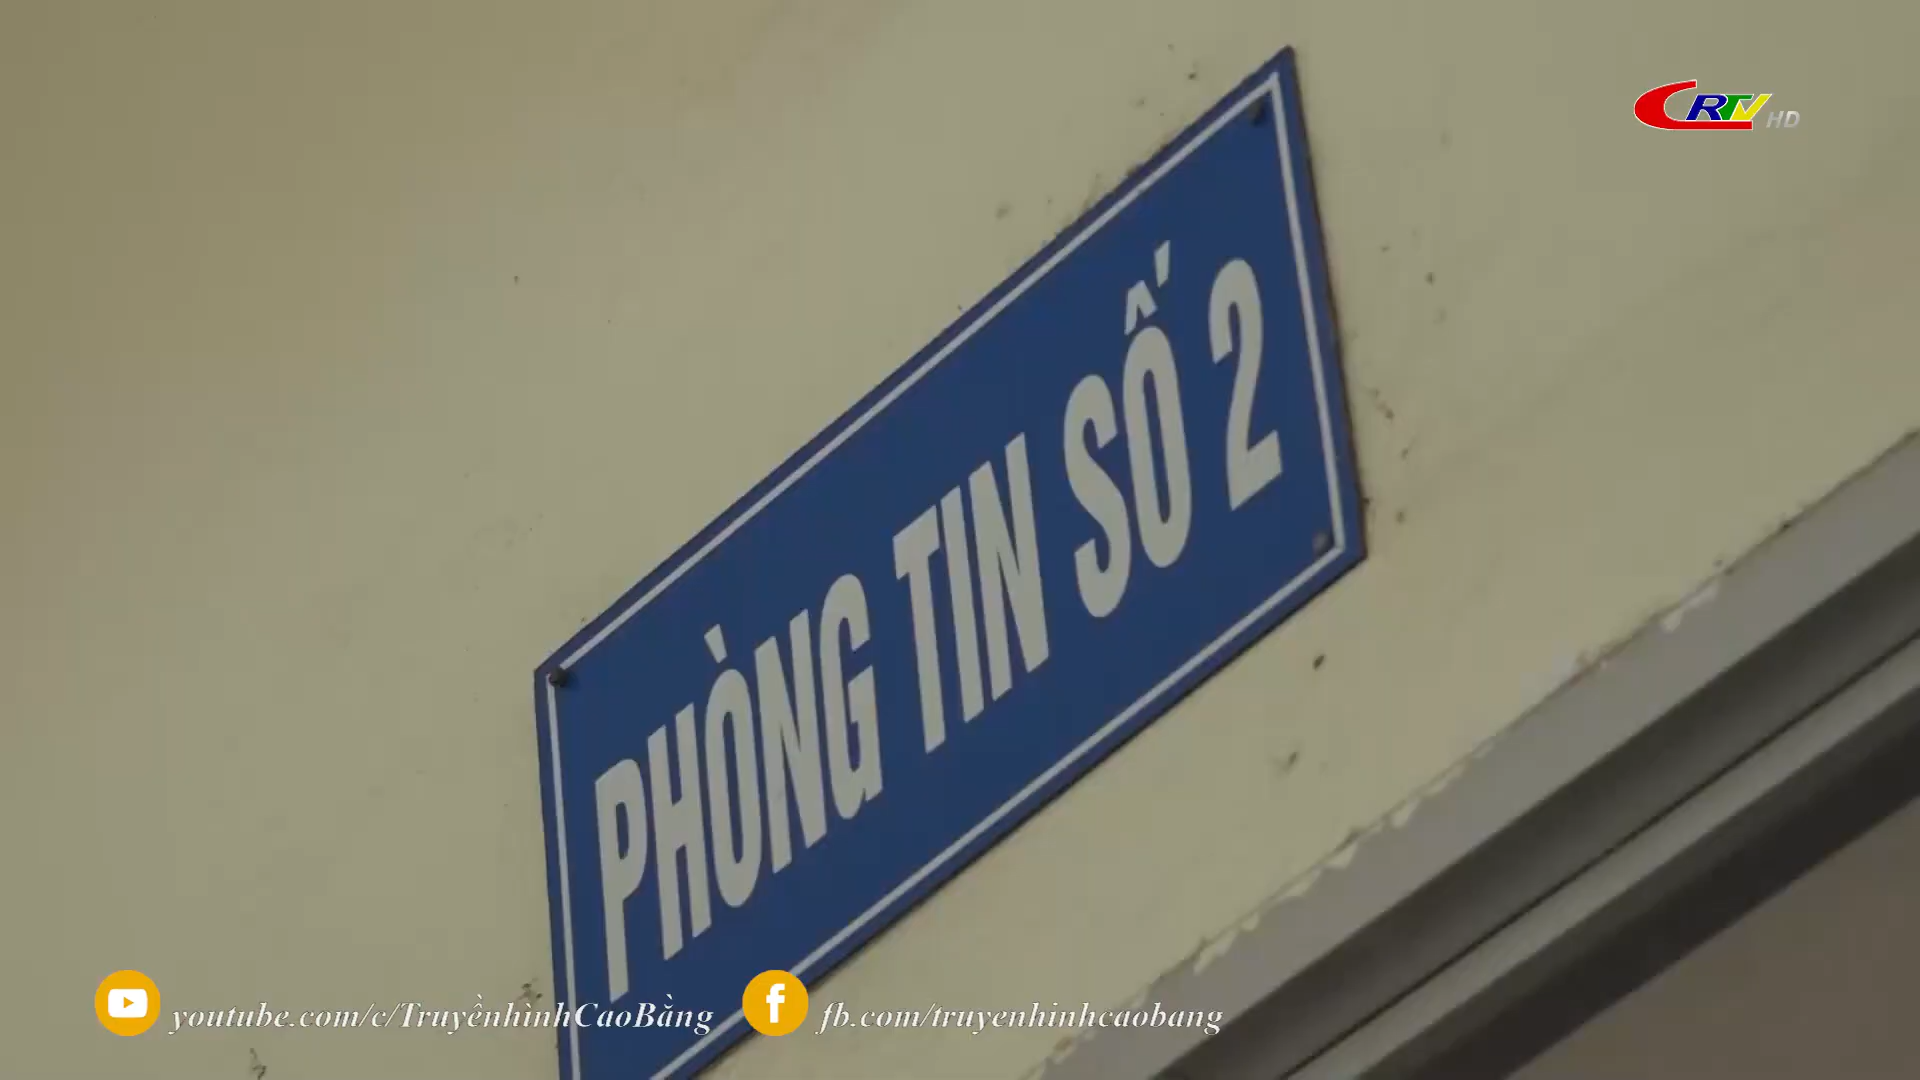 CRTV HD
PHÒNG TIN SỐ 2
youtube.com/c/TruyềnhìnhCaoBằng
fb.com/truyenhinhcaobang